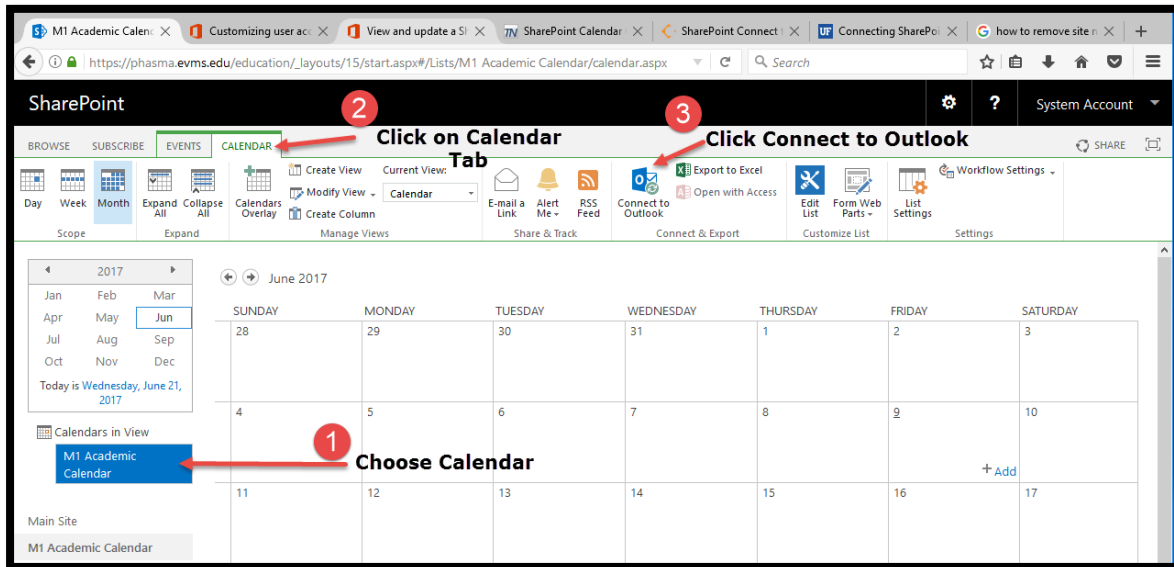 M1 Academic Calenc
Customizing user acc
View and update a Sh
TN SharePoint Calendar
SharePoint Connect t
UF Connecting SharePoi
G how to remove site n
https://phasma.evms.edu/education/_layouts/15/start.aspx#/Lists/M1 Academic Calendar/calendar.aspx
Search
SharePoint
? System Account
2
3
Click on Calendar
Tab
Click Connect to Outlook
BROWSE SUBSCRIBE EVENTS CALENDAR
SHARE
Day Week Month
Scope
Expand All
Collapse All
Expand
Calendars Overlay
Create View
Modify View
Create Column
Current View:
Calendar
Manage Views
E-mail a Link
Alert Me
RSS Feed
Share & Track
Connect to Outlook
Export to Excel
Open with Access
Connect & Export
Edit List
Form Web Parts
Customize List
List Settings
Workflow Settings
Settings
2017
Jan Feb Mar
Apr May Jun
Jul Aug Sep
Oct Nov Dec
Today is Wednesday, June 21,
2017
Calendars in View
M1 Academic
Calendar
1
Choose Calendar
Main Site
M1 Academic Calendar
June 2017
SUNDAY MONDAY TUESDAY WEDNESDAY THURSDAY FRIDAY SATURDAY
28 29 30 31 1 2 3
4 5 6 7 8 9 10
+ Add
11 12 13 14 15 16 17